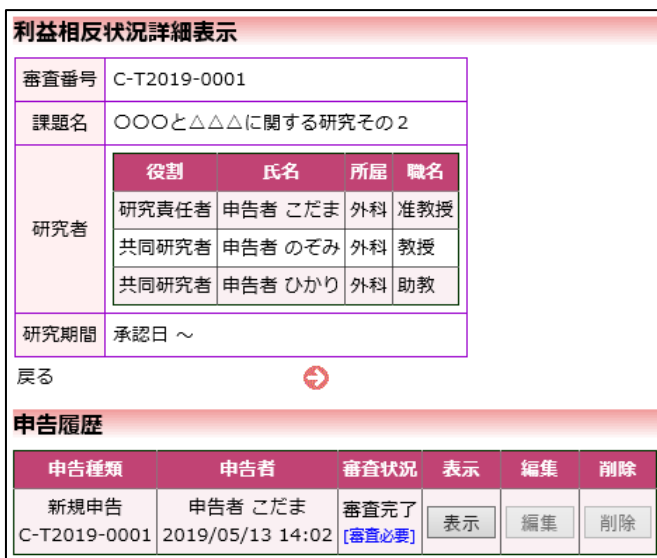 利益相反状況詳細表示
審査番号 C-T2019-0001
課題名 〇〇〇と△△△に関する研究その２
研究者
役割 氏名 所属 職名
研究責任者 申告者 こだま 外科 准教授
共同研究者 申告者 のぞみ 外科 教授
共同研究者 申告者 ひかり 外科 助教
研究期間 承認日 ～
戻る
申告履歴
申告種類 申告者 審査状況 表示 編集 削除
新規申告 申告者 こだま 審査完了 表示 編集 削除
C-T2019-0001 2019/05/13 14:02 [審査必要]